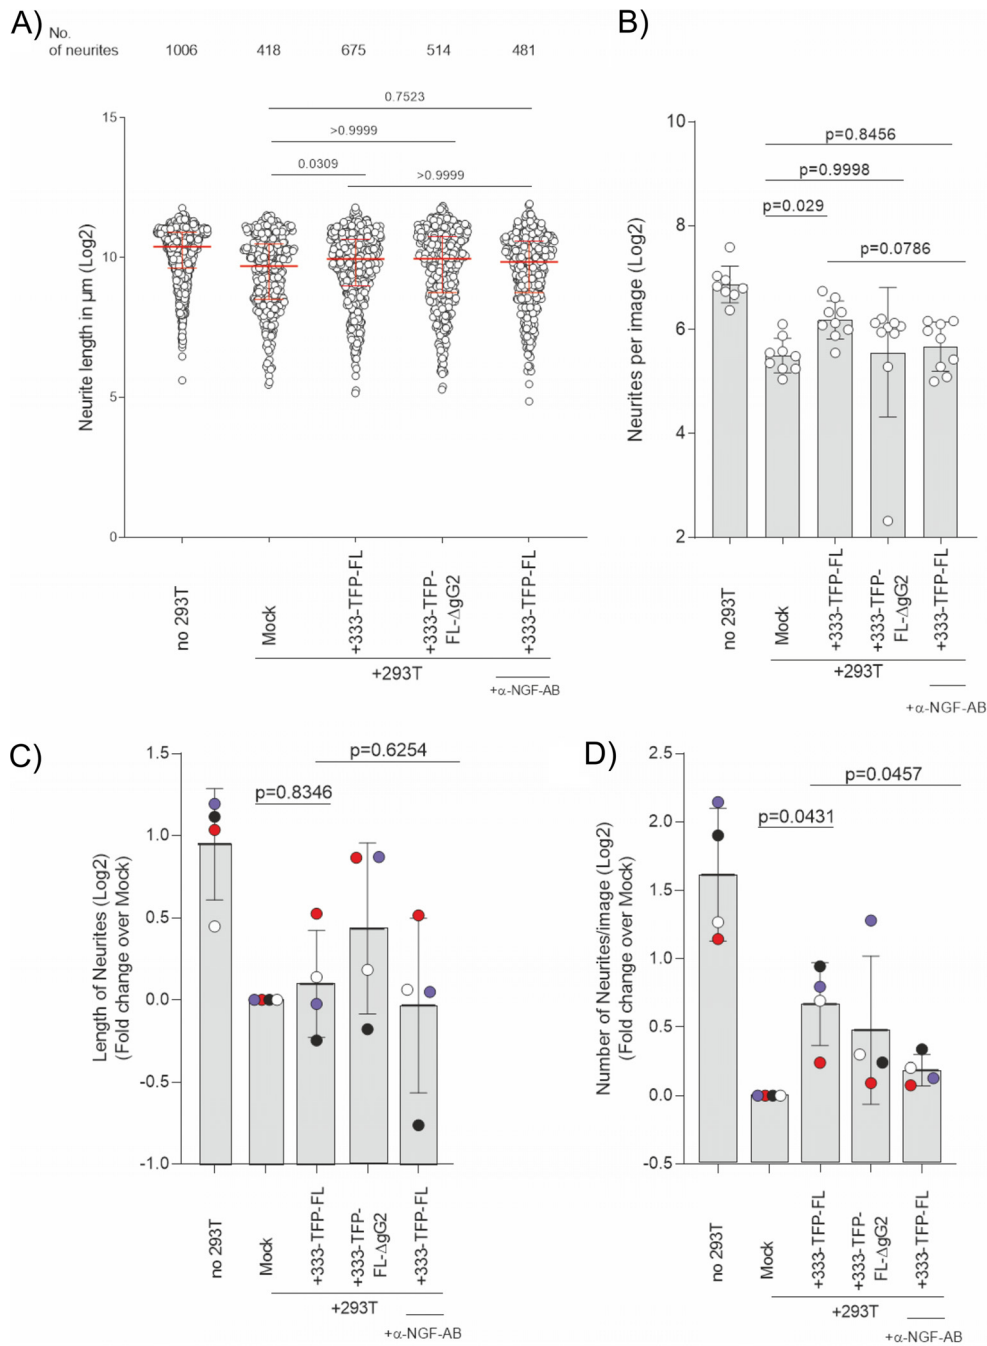 A)
No.
of neurites
1006
418
675
514
481
0.7523
>0.9999
0.0309
>0.9999
15
10
5
0
Neurite length in µm (Log2)
no 293T
Mock
+333-TFP-FL
+333-TFP-
FL-ΔgG2
+333-TFP-FL
+293T
+α-NGF-AB
B)
p=0.8456
p=0.9998
p=0.029
p=0.0786
10
8
6
4
2
Neurites per image (Log2)
no 293T
Mock
+333-TFP-FL
+333-TFP-
FL-ΔgG2
+333-TFP-FL
+293T
+α-NGF-AB
C)
p=0.6254
p=0.8346
1.5
1.0
0.5
0.0
-0.5
-1.0
Length of Neurites (Log2)
(Fold change over Mock)
no 293T
Mock
+333-TFP-FL
+333-TFP-
FL-ΔgG2
+333-TFP-FL
+293T
+α-NGF-AB
D)
p=0.0457
p=0.0431
2.5
2.0
1.5
1.0
0.5
0.0
-0.5
Number of Neurites/image (Log2)
(Fold change over Mock)
no 293T
Mock
+333-TFP-FL
+333-TFP-
FL-ΔgG2
+333-TFP-FL
+293T
+α-NGF-AB